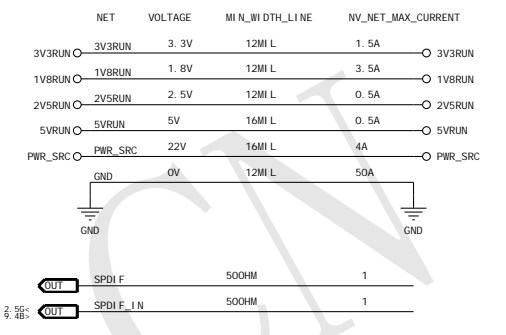 NET VOLTAGE MIN_WIDTH_LINE NV_NET_MAX_CURRENT
3V3RUN 3V3RUN 3.3V 12MIL 1.5A 3V3RUN
1V8RUN 1V8RUN 1.8V 12MIL 3.5A 1V8RUN
2V5RUN 2V5RUN 2.5V 12MIL 0.5A 2V5RUN
5VRUN 5VRUN 5V 16MIL 0.5A 5VRUN
PWR_SRC PWR_SRC 22V 16MIL 4A PWR_SRC
GND 0V 12MIL 50A
GND GND
OUT SPDIF 50OHM 1
2.5G< OUT SPDIF_IN 50OHM 1
9.4B>